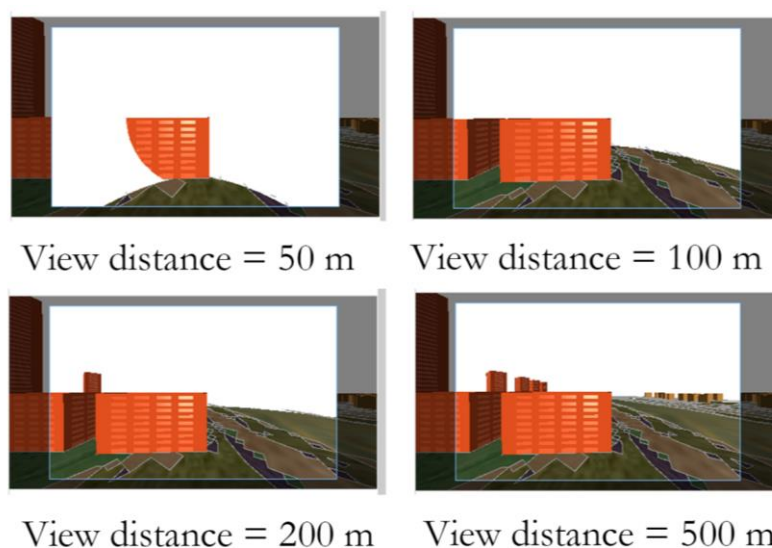 View distance = 50 m
View distance = 100 m
View distance = 200 m
View distance = 500 m